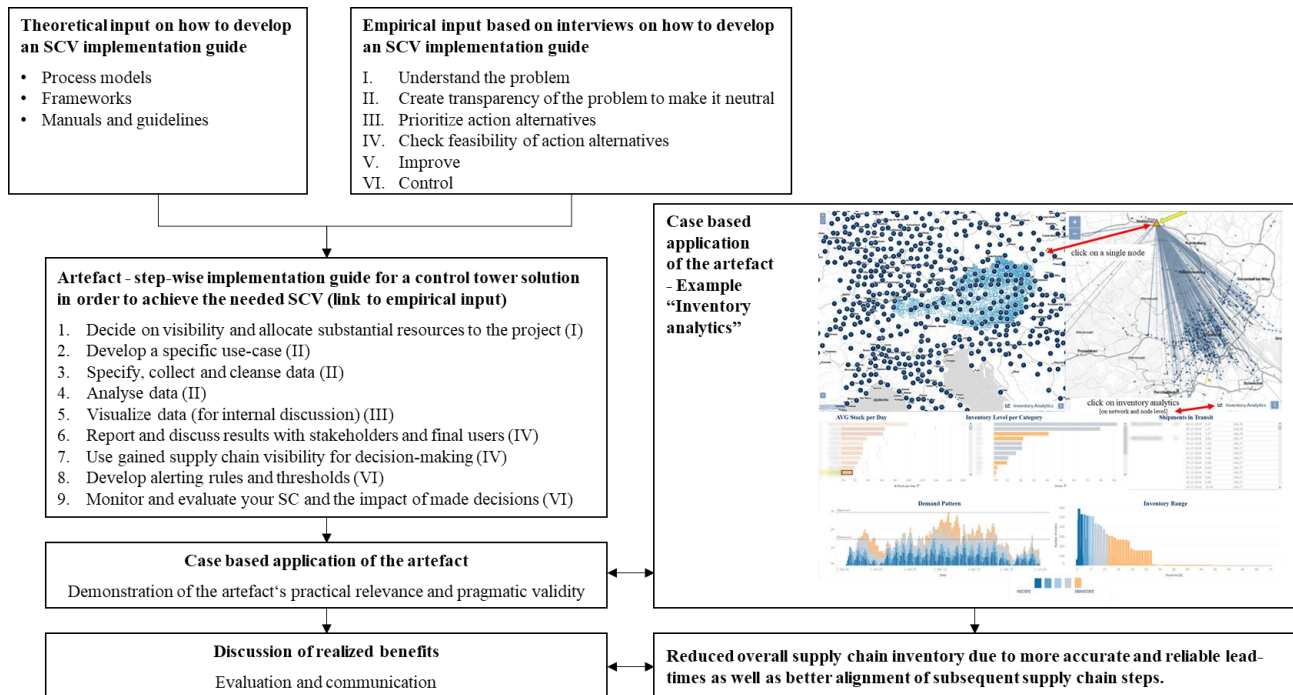 Theoretical input on how to develop
an SCV implementation guide
• Process models
• Frameworks
• Manuals and guidelines
Empirical input based on interviews on how to develop
an SCV implementation guide
I. Understand the problem
II. Create transparency of the problem to make it neutral
III. Prioritize action alternatives
IV. Check feasibility of action alternatives
V. Improve
VI. Control
Artefact - step-wise implementation guide for a control tower solution
in order to achieve the needed SCV (link to empirical input)
1. Decide on visibility and allocate substantial resources to the project (I)
2. Develop a specific use-case (II)
3. Specify, collect and cleanse data (II)
4. Analyse data (II)
5. Visualize data (for internal discussion) (III)
6. Report and discuss results with stakeholders and final users (IV)
7. Use gained supply chain visibility for decision-making (IV)
8. Develop alerting rules and thresholds (VI)
9. Monitor and evaluate your SC and the impact of made decisions (VI)
Case based
application
of the artefact
- Example
“Inventory
analytics”
click on a single node
click on inventory analytics
[on network and node level]
Inventory Analytics
Inventory Analytics
AVG Stock per Day
Inventory Level per Category
Shipments in Transit
Demand Pattern
Inventory Range
Case based application of the artefact
Demonstration of the artefact‘s practical relevance and pragmatic validity
Discussion of realized benefits
Evaluation and communication
Reduced overall supply chain inventory due to more accurate and reliable lead-
times as well as better alignment of subsequent supply chain steps.